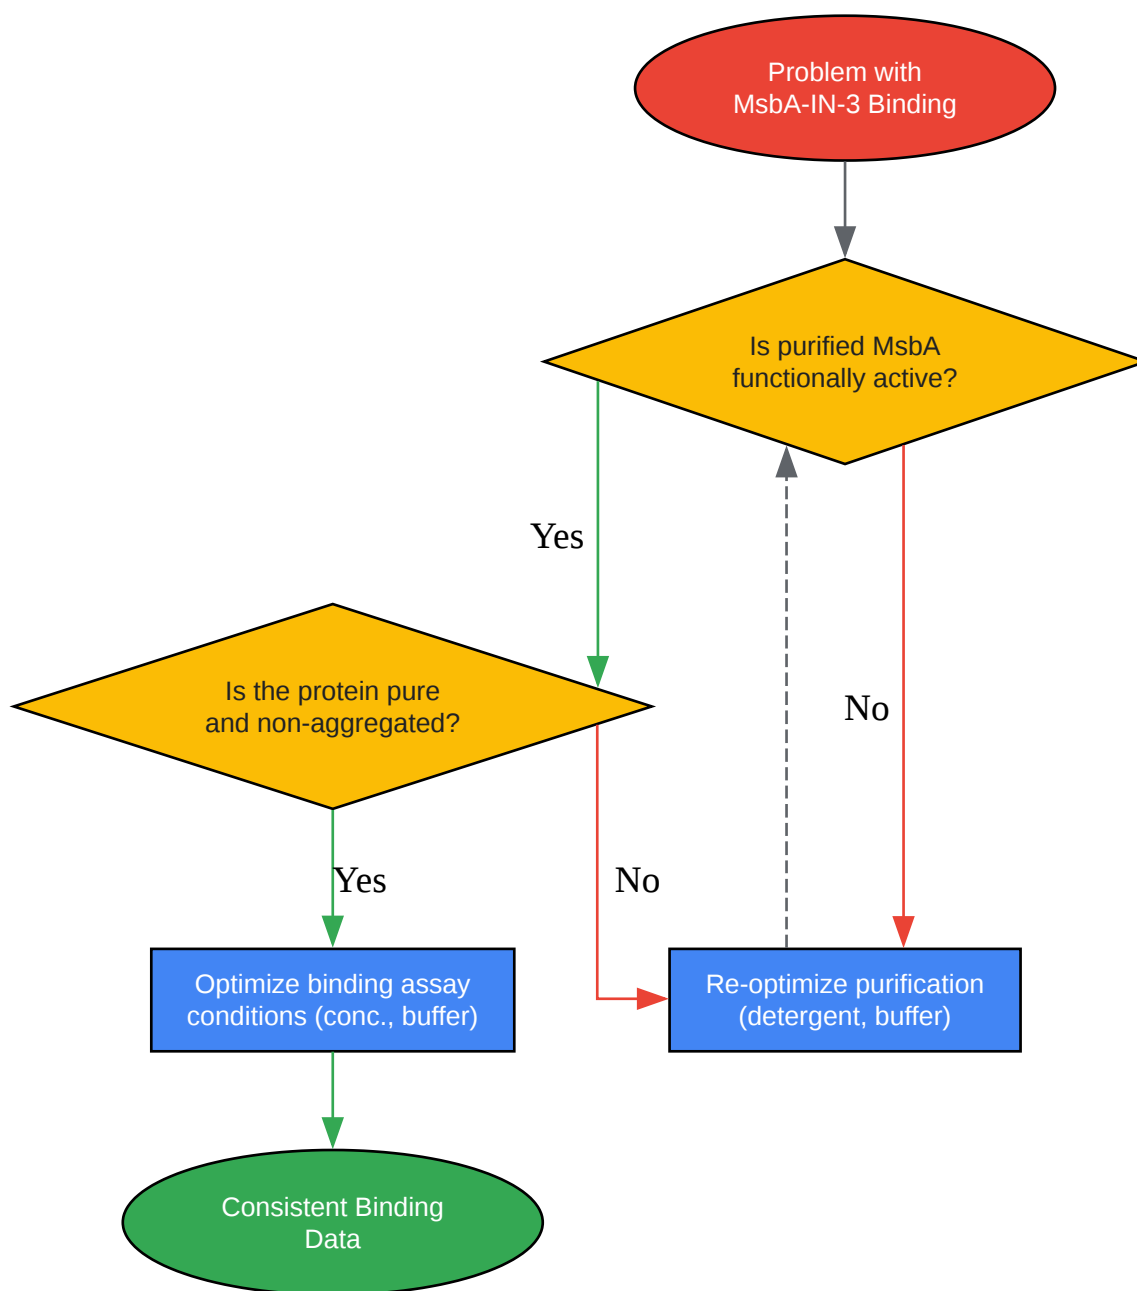 Problem with
MsbA-IN-3 Binding
Is purified MsbA
functionally active?
Yes
No
Is the protein pure
and non-aggregated?
Yes
No
Optimize binding assay
conditions (conc., buffer)
Re-optimize purification
(detergent, buffer)
Consistent Binding
Data